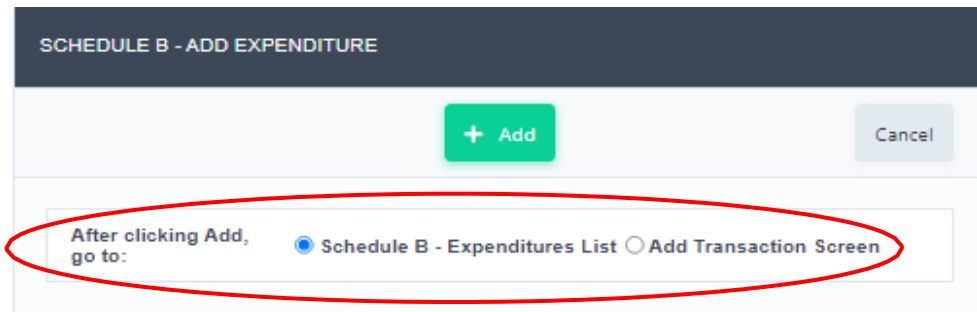 SCHEDULE B - ADD EXPENDITURE
+ Add
Cancel
After clicking Add,
go to:
Schedule B - Expenditures List
Add Transaction Screen